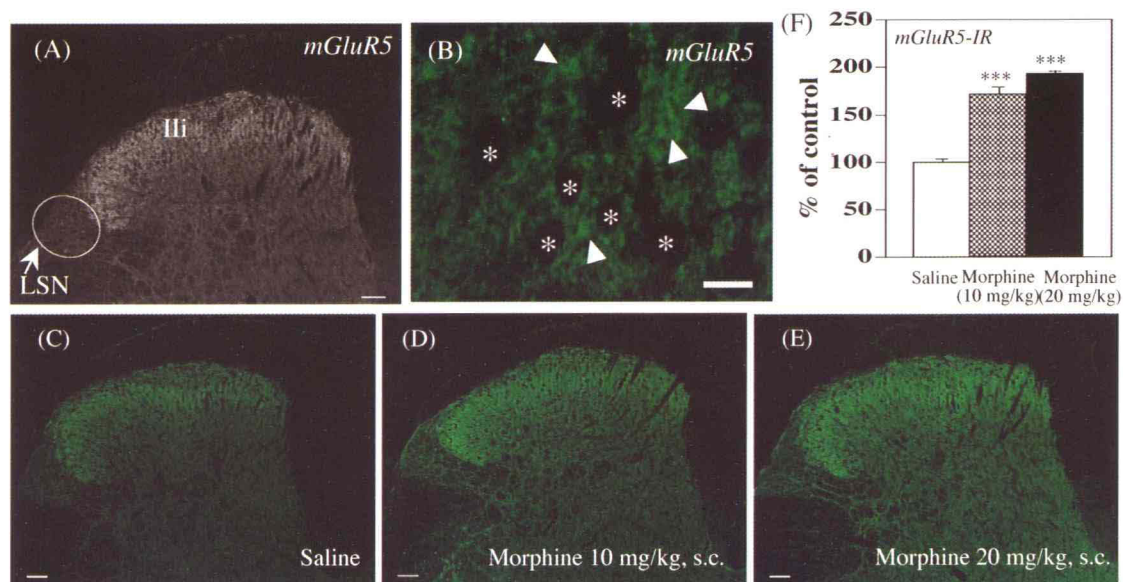 (A)
mGluR5
IIi
LSN
(B)
mGluR5
*
*
*
*
*
*
(F)
mGluR5-IR
% of control
250
200
150
100
50
0
***
***
Saline
Morphine
(10 mg/kg)
Morphine
(20 mg/kg)
(C)
Saline
(D)
Morphine 10 mg/kg, s.c.
(E)
Morphine 20 mg/kg, s.c.